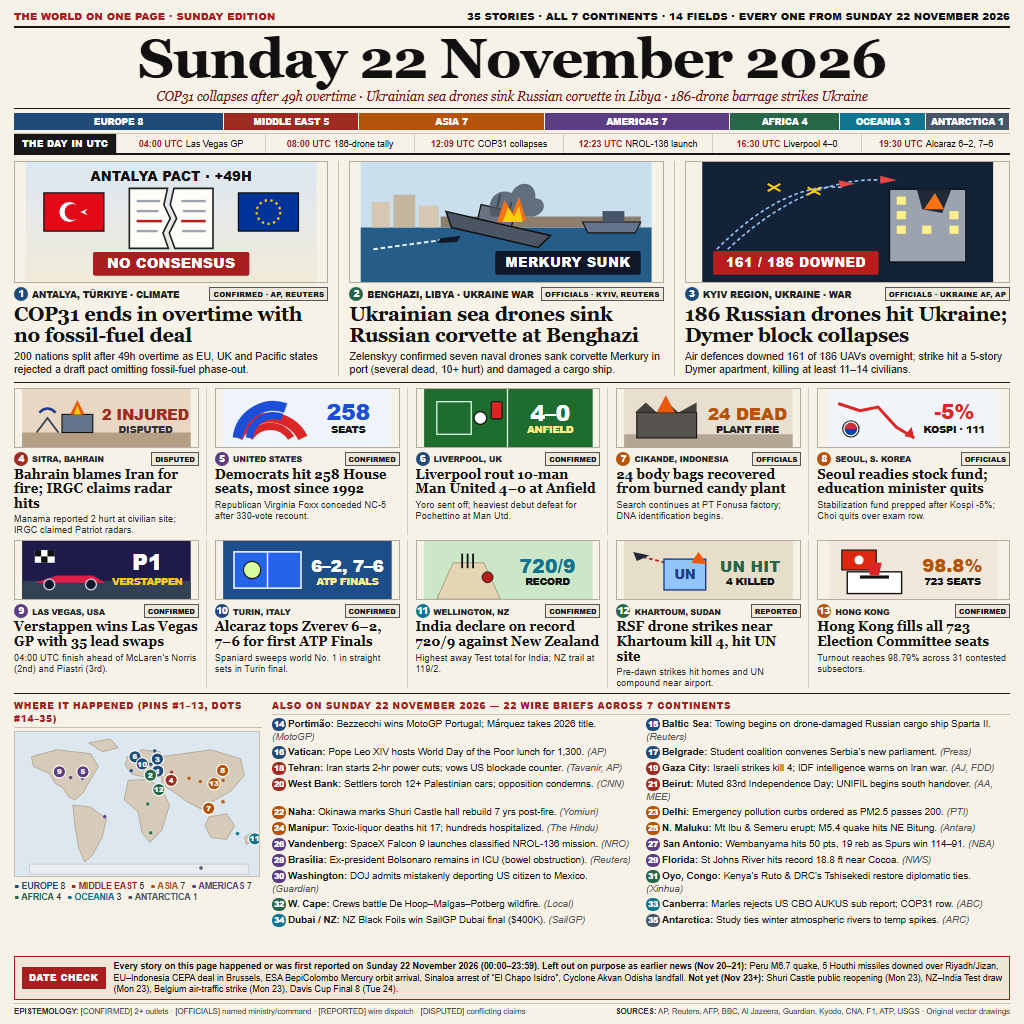 THE WORLD ON ONE PAGE · SUNDAY EDITION
35 STORIES · ALL 7 CONTINENTS · 14 FIELDS · EVERY ONE FROM SUNDAY 22 NOVEMBER 2026
Sunday 22 November 2026
COP31 collapses after 49h overtime · Ukrainian sea drones sink Russian corvette in Libya · 186-drone barrage strikes Ukraine
EUROPE 8
MIDDLE EAST 5
ASIA 7
AMERICAS 7
AFRICA 4
OCEANIA 3
ANTARCTICA 1
THE DAY IN UTC
04:00 UTC Las Vegas GP
08:00 UTC 186-drone tally
12:09 UTC COP31 collapses
12:23 UTC NROL-136 launch
16:30 UTC Liverpool 4–0
19:30 UTC Alcaraz 6–2, 7–6
ANTALYA PACT · +49H
NO CONSENSUS
1 ANTALYA, TÜRKIYE · CLIMATE
CONFIRMED · AP, REUTERS
COP31 ends in overtime with
no fossil-fuel deal
200 nations split after 49h overtime as EU, UK and Pacific states
rejected a draft pact omitting fossil-fuel phase-out.
MERKURY SUNK
2 BENGHAZI, LIBYA · UKRAINE WAR
OFFICIALS · KYIV, REUTERS
Ukrainian sea drones sink
Russian corvette at Benghazi
Zelenskyy confirmed seven naval drones sank corvette Merkury in
port (several dead, 10+ hurt) and damaged a cargo ship.
161 / 186 DOWNED
3 KYIV REGION, UKRAINE · WAR
OFFICIALS · UKRAINE AF, AP
186 Russian drones hit Ukraine;
Dymer block collapses
Air defences downed 161 of 186 UAVs overnight; strike hit a 5-story
Dymer apartment, killing at least 11–14 civilians.
2 INJURED
DISPUTED
4 SITRA, BAHRAIN
DISPUTED
Bahrain blames Iran for
fire; IRGC claims radar
hits
Manama reported 2 hurt at civilian site;
IRGC claimed Patriot radars.
258
SEATS
5 UNITED STATES
CONFIRMED
Democrats hit 258 House
seats, most since 1992
Republican Virginia Foxx conceded NC-5
after 330-vote recount.
4–0
ANFIELD
6 LIVERPOOL, UK
CONFIRMED
Liverpool rout 10-man
Man United 4–0 at Anfield
Yoro sent off; heaviest debut defeat for
Pochettino at Man Utd.
24 DEAD
PLANT FIRE
7 CIKANDE, INDONESIA
OFFICIALS
24 body bags recovered
from burned candy plant
Search continues at PT Fonusa factory;
DNA identification begins.
-5%
KOSPI · 111
8 SEOUL, S. KOREA
OFFICIALS
Seoul readies stock fund;
education minister quits
Stabilization fund prepped after Kospi -5%;
Choi quits over exam row.
P1
VERSTAPPEN
9 LAS VEGAS, USA
CONFIRMED
Verstappen wins Las Vegas
GP with 35 lead swaps
04:00 UTC finish ahead of McLaren's Norris
(2nd) and Piastri (3rd).
6–2, 7–6
ATP FINALS
10 TURIN, ITALY
CONFIRMED
Alcaraz tops Zverev 6–2,
7–6 for first ATP Finals
Spaniard sweeps world No. 1 in straight
sets in Turin final.
720/9
RECORD
11 WELLINGTON, NZ
CONFIRMED
India declare on record
720/9 against New Zealand
Highest away Test total for India; NZ trail at
119/2.
UN
UN HIT
4 KILLED
12 KHARTOUM, SUDAN
REPORTED
RSF drone strikes near
Khartoum kill 4, hit UN
site
Pre-dawn strikes hit homes and UN
compound near airport.
98.8%
723 SEATS
13 HONG KONG
CONFIRMED
Hong Kong fills all 723
Election Committee seats
Turnout reaches 98.79% across 31 contested
subsectors.
WHERE IT HAPPENED (PINS #1–13, DOTS
#14–35)
9 5 6 10 3 2 4 12 8 13 7 11
▪ EUROPE 8 ▪ MIDDLE EAST 5 ▪ ASIA 7 ▪ AMERICAS 7
▪ AFRICA 4 ▪ OCEANIA 3 ▪ ANTARCTICA 1
ALSO ON SUNDAY 22 NOVEMBER 2026 — 22 WIRE BRIEFS ACROSS 7 CONTINENTS
14 Portimão: Bezzecchi wins MotoGP Portugal; Márquez takes 2026 title.
(MotoGP)
15 Baltic Sea: Towing begins on drone-damaged Russian cargo ship Sparta II.
(Reuters)
16 Vatican: Pope Leo XIV hosts World Day of the Poor lunch for 1,300. (AP)
17 Belgrade: Student coalition convenes Serbia's new parliament. (Press)
18 Tehran: Iran starts 2-hr power cuts; vows US blockade counter. (Tavanir, AP)
19 Gaza City: Israeli strikes kill 4; IDF intelligence warns on Iran war. (AJ, FDD)
20 West Bank: Settlers torch 12+ Palestinian cars; opposition condemns. (CNN)
21 Beirut: Muted 83rd Independence Day; UNIFIL begins south handover. (AA,
MEE)
22 Naha: Okinawa marks Shuri Castle hall rebuild 7 yrs post-fire. (Yomiuri)
23 Delhi: Emergency pollution curbs ordered as PM2.5 passes 200. (PTI)
24 Manipur: Toxic-liquor deaths hit 17; hundreds hospitalized. (The Hindu)
25 N. Maluku: Mt Ibu & Semeru erupt; M5.4 quake hits NE Bitung. (Antara)
26 Vandenberg: SpaceX Falcon 9 launches classified NROL-136 mission. (NRO)
27 San Antonio: Wembanyama hits 50 pts, 19 reb as Spurs win 114–91. (NBA)
28 Brasília: Ex-president Bolsonaro remains in ICU (bowel obstruction). (Reuters)
29 Florida: St Johns River hits record 18.8 ft near Cocoa. (NWS)
30 Washington: DOJ admits mistakenly deporting US citizen to Mexico.
(Guardian)
31 Oyo, Congo: Kenya's Ruto & DRC's Tshisekedi restore diplomatic ties.
(Xinhua)
32 W. Cape: Crews battle De Hoop–Malgas–Potberg wildfire. (Local)
33 Canberra: Marles rejects US CBO AUKUS sub report; COP31 row. (ABC)
34 Dubai / NZ: NZ Black Foils win SailGP Dubai final ($400K). (SailGP)
35 Antarctica: Study ties winter atmospheric rivers to temp spikes. (ARC)
DATE CHECK
Every story on this page happened or was first reported on Sunday 22 November 2026 (00:00–23:59). Left out on purpose as earlier news (Nov 20–21): Peru M6.7 quake, 5 Houthi missiles downed over Riyadh/Jizan,
EU–Indonesia CEPA deal in Brussels, ESA BepiColombo Mercury orbit arrival, Sinaloa arrest of "El Chapo Isidro", Cyclone Akvan Odisha landfall. Not yet (Nov 23+): Shuri Castle public reopening (Mon 23), NZ–India Test draw
(Mon 23), Belgium air-traffic strike (Mon 23), Davis Cup Final 8 (Tue 24).
EPISTEMOLOGY: [CONFIRMED] 2+ outlets · [OFFICIALS] named ministry/command · [REPORTED] wire dispatch · [DISPUTED] conflicting claims
SOURCES: AP, Reuters, AFP, BBC, Al Jazeera, Guardian, Kyodo, CNA, F1, ATP, USGS · Original vector drawings